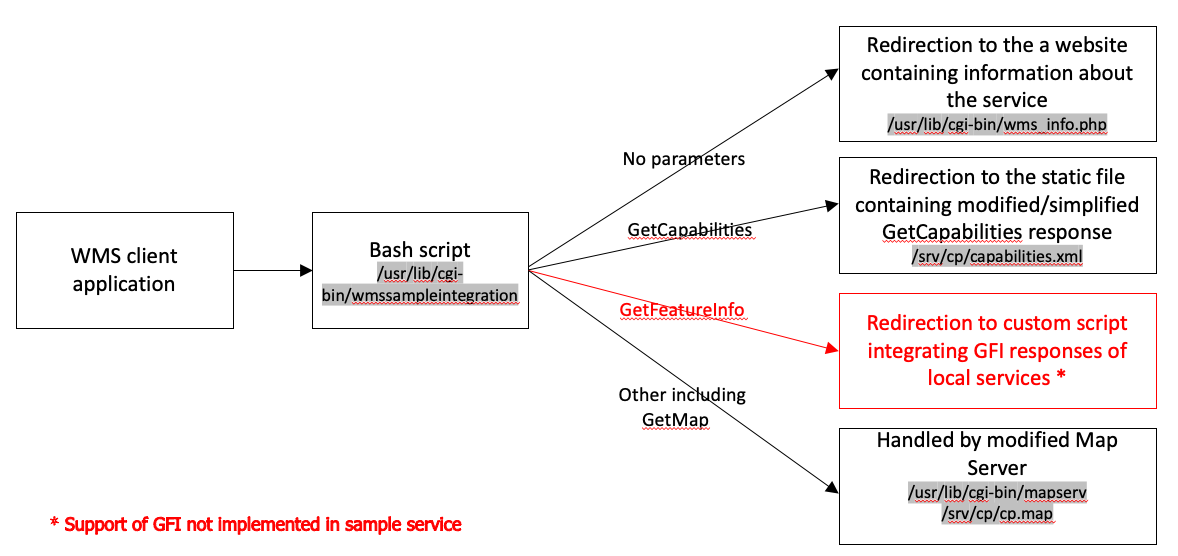 WMS client
application
Bash script
/usr/lib/cgi-
bin/wmssampleintegration
No parameters
GetCapabilities
GetFeatureInfo
Other including
GetMap
Redirection to the a website
containing information about
the service
/usr/lib/cgi-bin/wms_info.php
Redirection to the static file
containing modified/simplified
GetCapabilities response
/srv/cp/capabilities.xml
Redirection to custom script
integrating GFI responses of
local services *
Handled by modified Map
Server
/usr/lib/cgi-bin/mapserv
/srv/cp/cp.map
* Support of GFI not implemented in sample service